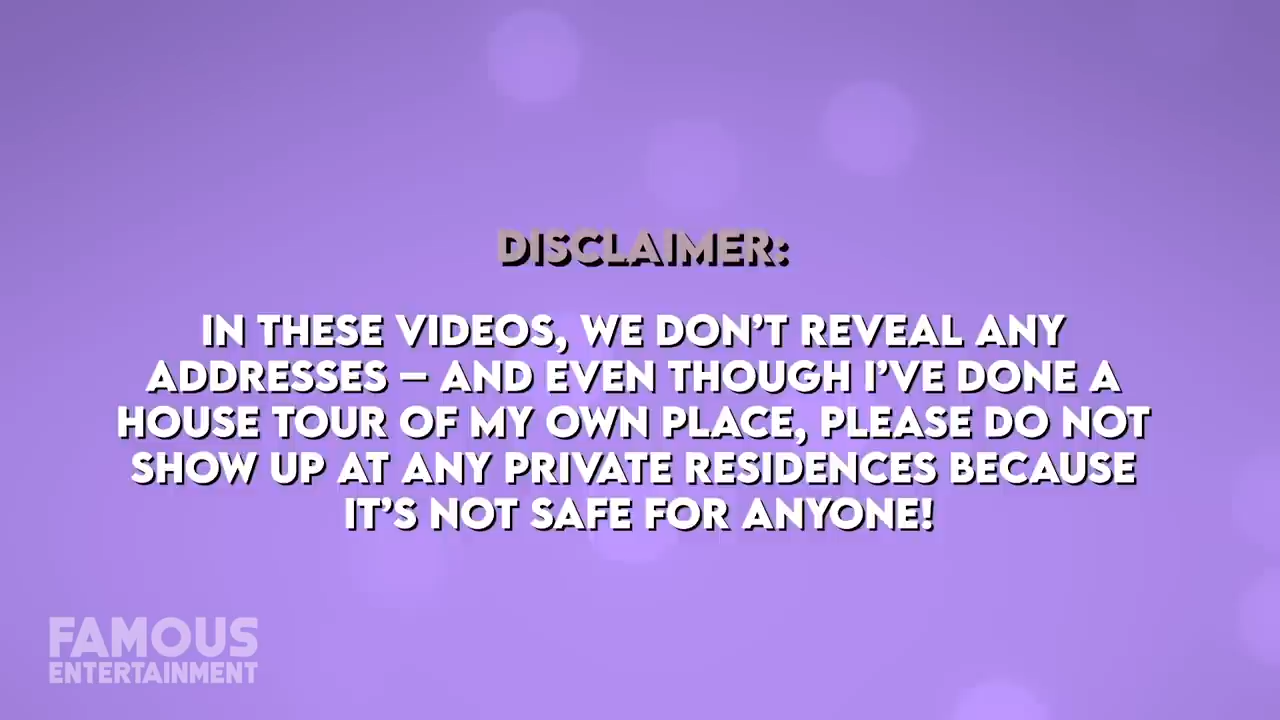 DISCLAIMER:
IN THESE VIDEOS, WE DON'T REVEAL ANY
ADDRESSES – AND EVEN THOUGH I'VE DONE A
HOUSE TOUR OF MY OWN PLACE, PLEASE DO NOT
SHOW UP AT ANY PRIVATE RESIDENCES BECAUSE
IT'S NOT SAFE FOR ANYONE!
FAMOUS
ENTERTAINMENT